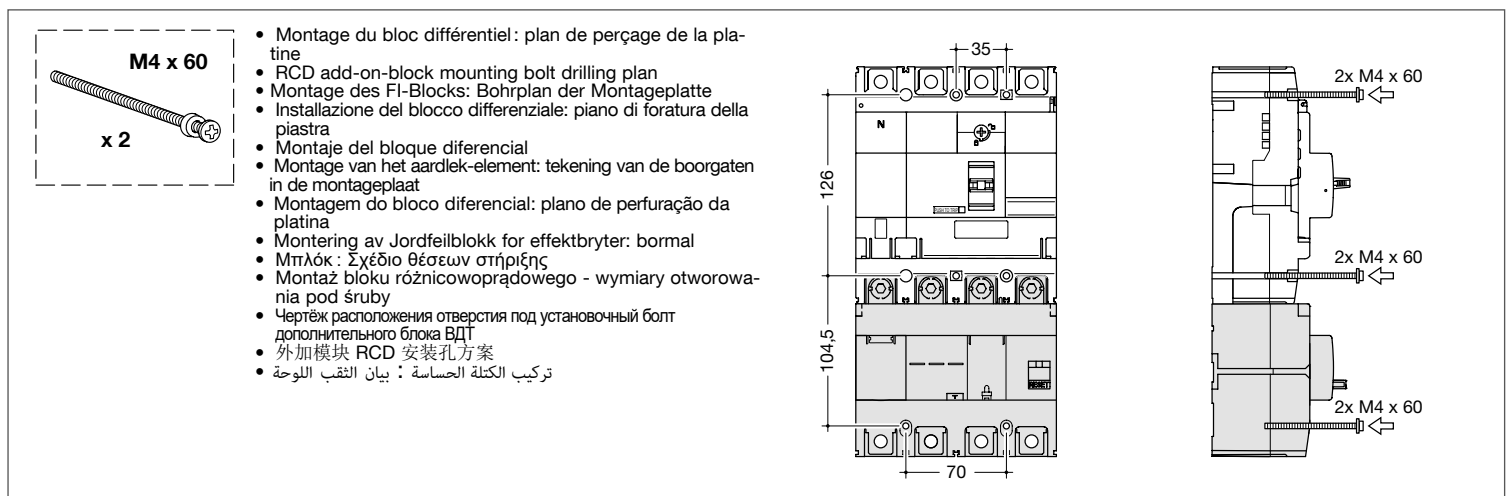 M4 x 60
x 2
• Montage du bloc différentiel : plan de perçage de la pla-
tine
• RCD add-on-block mounting bolt drilling plan
• Montage des FI-Blocks: Bohrplan der Montageplatte
• Installazione del blocco differenziale: piano di foratura della
piastra
• Montaje del bloque diferencial
• Montage van het aardlek-element: tekening van de boorgaten
in de montageplaat
• Montagem do bloco diferencial: plano de perfuração da
platina
• Montering av Jordfeilblokk for effektbryter: bormal
• Μπλόκ : Σχέδιο θέσεων στήριξης
• Montaż bloku różnicowoprądowego - wymiary otworowa-
nia pod śruby
• Чертёж расположения отверстия под установочный болт
дополнительного блока ВДТ
• 外加模块 RCD 安装孔方案
• تركيب الكتلة الحساسة : بيان الثقب اللوحة
35
N
PUSH TO TRIP
126
104,5
RESET
T
70
2x M4 x 60
2x M4 x 60
2x M4 x 60